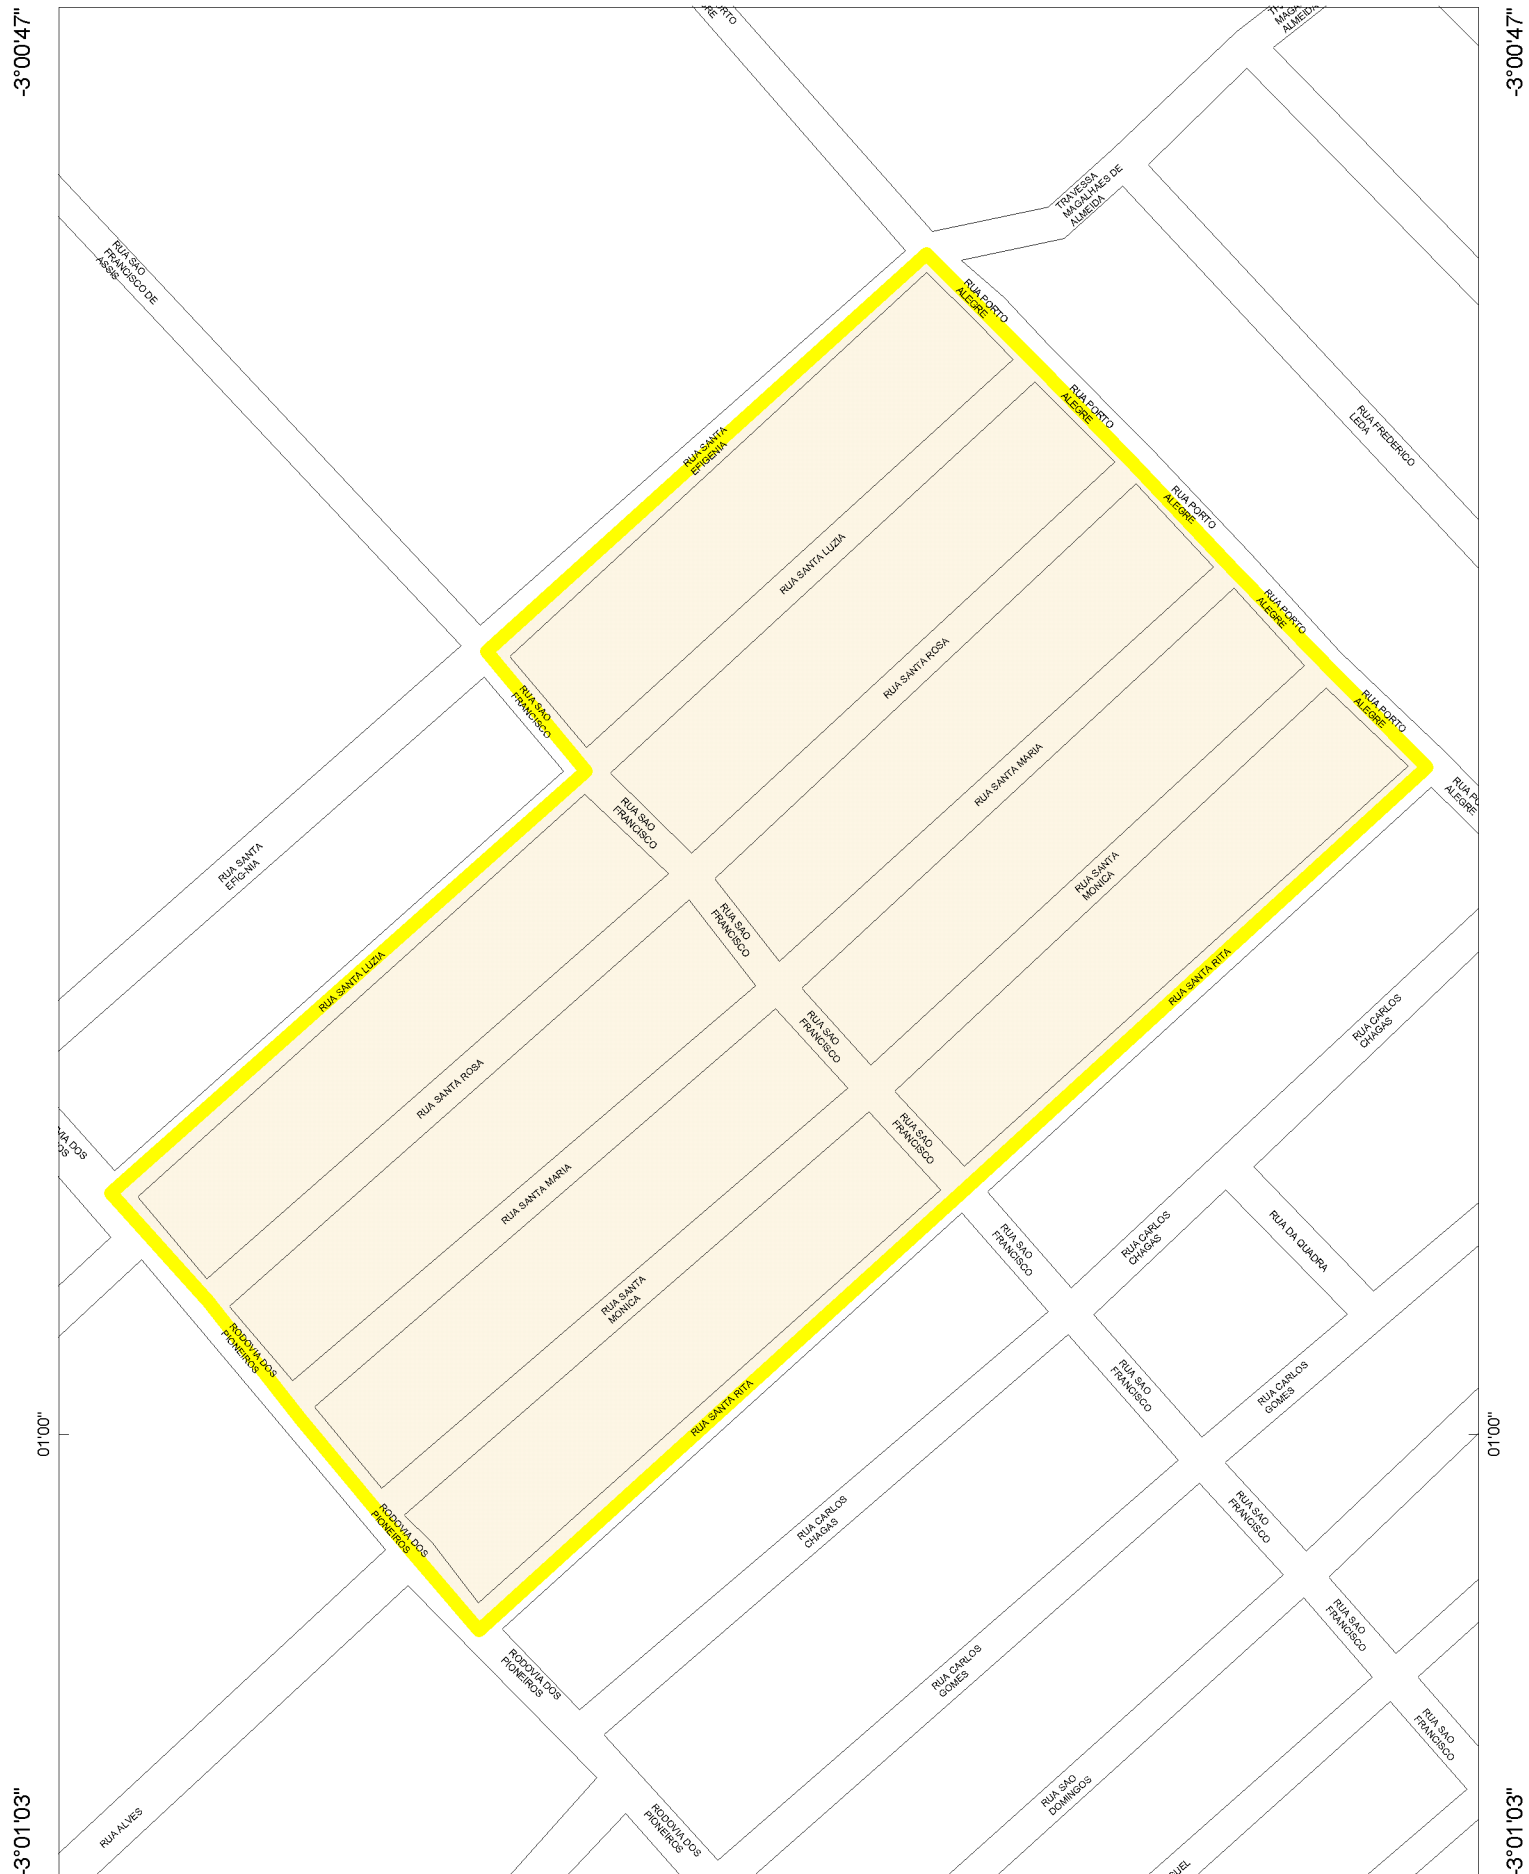 -3°00'47"
-3°00'47"
TRAVESSA
MAGALHAES DE
ALMEIDA
RUA SAO
FRANCISCO DE
ASSIS
RUA PORTO
ALEGRE
RUA PORTO
ALEGRE
RUA FREDERICO
LEDA
RUA SANTA
EFIGENIA
RUA PORTO
ALEGRE
RUA SANTA LUZIA
RUA PORTO
ALEGRE
RUA SANTA ROSA
RUA SAO
FRANCISCO
RUA PORTO
ALEGRE
RUA SANTA MARIA
RUA PO
ALEGRE
RUA SAO
FRANCISCO
RUA SANTA
EFIG-NIA
RUA SANTA
MONICA
RUA SAO
FRANCISCO
RUA SANTA LUZIA
RUA SANTA RITA
RUA SAO
FRANCISCO
RUA CARLOS
CHAGAS
RUA SANTA ROSA
RUA SAO
FRANCISCO
VIA DOS
OS
RUA SANTA MARIA
RUA SAO
FRANCISCO
RUA CARLOS
CHAGAS
RUA DA QUADRA
RUA SANTA
MONICA
RODOVIA DOS
PIONEIROS
RUA SAO
FRANCISCO
RUA CARLOS
GOMES
RUA SANTA RITA
01'00"
01'00"
RODOVIA DOS
PIONEIROS
RUA CARLOS
CHAGAS
RUA SAO
FRANCISCO
RUA SAO
FRANCISCO
RODOVIA DOS
PIONEIROS
RUA CARLOS
GOMES
RUA SAO
FRANCISCO
RUA ALVES
RODOVIA DOS
PIONEIROS
RUA SAO
DOMINGOS
UEL
-3°01'03"
-3°01'03"